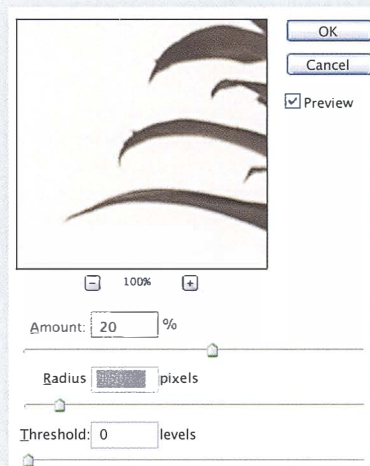 OK
Cancel
Preview
100%
Amount: 20 %
Radius pixels
Threshold: 0 levels